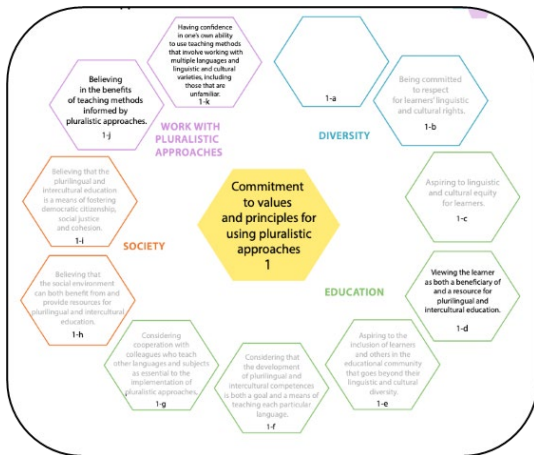 Having confidence
in one's own ability
to use teaching methods
that involve working with
multiple languages and
linguistic and cultural
varieties, including
those that are
unfamiliar.
1-k
1-a
Being committed
to respect
for learners' linguistic
and cultural rights.
1-b
Believing
in the benefits
of teaching methods
informed by
pluralistic approaches.
1-j
WORK WITH
PLURALISTIC
APPROACHES
DIVERSITY
Aspiring to linguistic
and cultural equity
for learners.
1-c
Believing that the
plurilingual and
intercultural education
is a means of fostering
democratic citizenship,
social justice
and cohesion.
1-i
SOCIETY
Commitment
to values
and principles for
using pluralistic
approaches
1
EDUCATION
Viewing the learner
as both a beneficiary of
and a resource for
plurilingual and
intercultural education.
1-d
Believing that
the social environment
can both benefit from and
provide resources for
plurilingual and intercultural
education.
1-h
Considering
cooperation with
colleagues who teach
other languages and subjects
as essential to the
implementation of
pluralistic approaches.
1-g
Considering that
the development
of plurilingual and
intercultural competences
is both a goal and a means of
teaching each particular
language.
1-f
Aspiring to the
inclusion of learners
and others in the
educational community
that goes beyond their
linguistic and cultural
diversity.
1-e